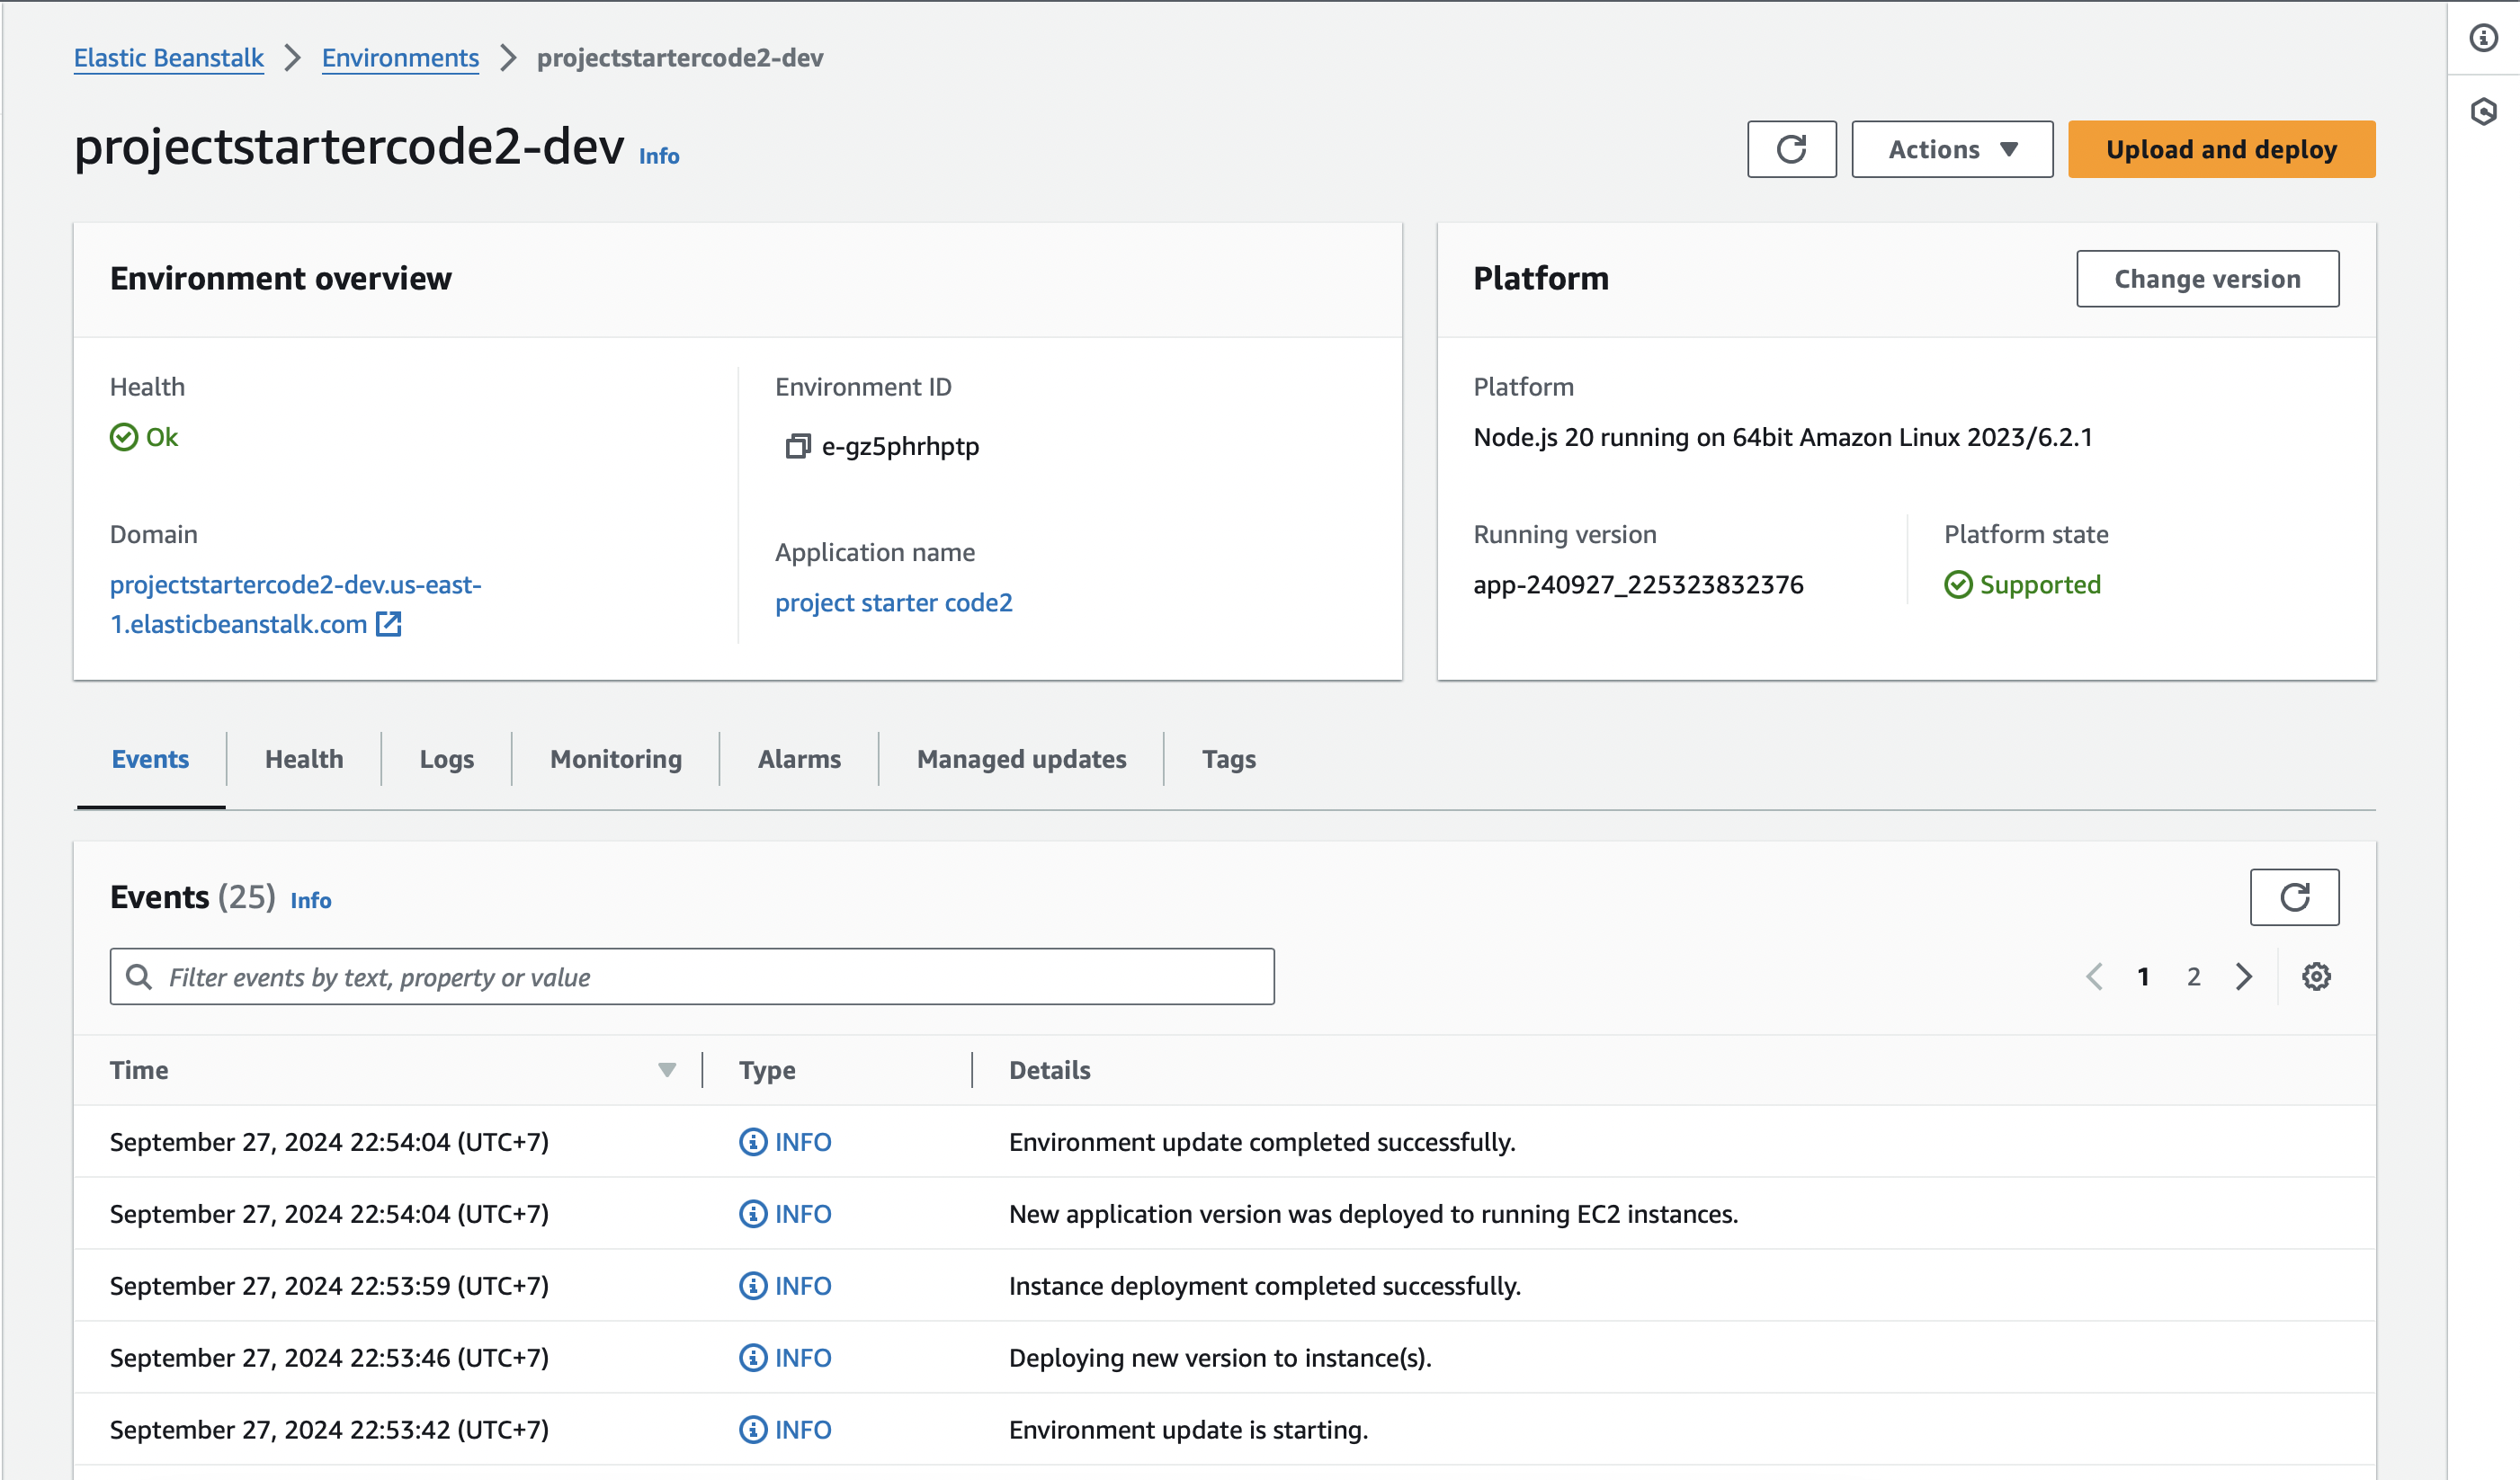 Elastic Beanstalk > Environments > projectstartercode2-dev
projectstartercode2-dev Info
Actions
Upload and deploy
Environment overview
Health
Ok
Environment ID
e-gz5phrhptp
Domain
projectstartercode2-dev.us-east-
1.elasticbeanstalk.com
Application name
project starter code2
Platform
Change version
Platform
Node.js 20 running on 64bit Amazon Linux 2023/6.2.1
Running version
app-240927_225323832376
Platform state
Supported
Events Health Logs Monitoring Alarms Managed updates Tags
Events (25) Info
Filter events by text, property or value
1 2
Time Type Details
September 27, 2024 22:54:04 (UTC+7) INFO Environment update completed successfully.
September 27, 2024 22:54:04 (UTC+7) INFO New application version was deployed to running EC2 instances.
September 27, 2024 22:53:59 (UTC+7) INFO Instance deployment completed successfully.
September 27, 2024 22:53:46 (UTC+7) INFO Deploying new version to instance(s).
September 27, 2024 22:53:42 (UTC+7) INFO Environment update is starting.